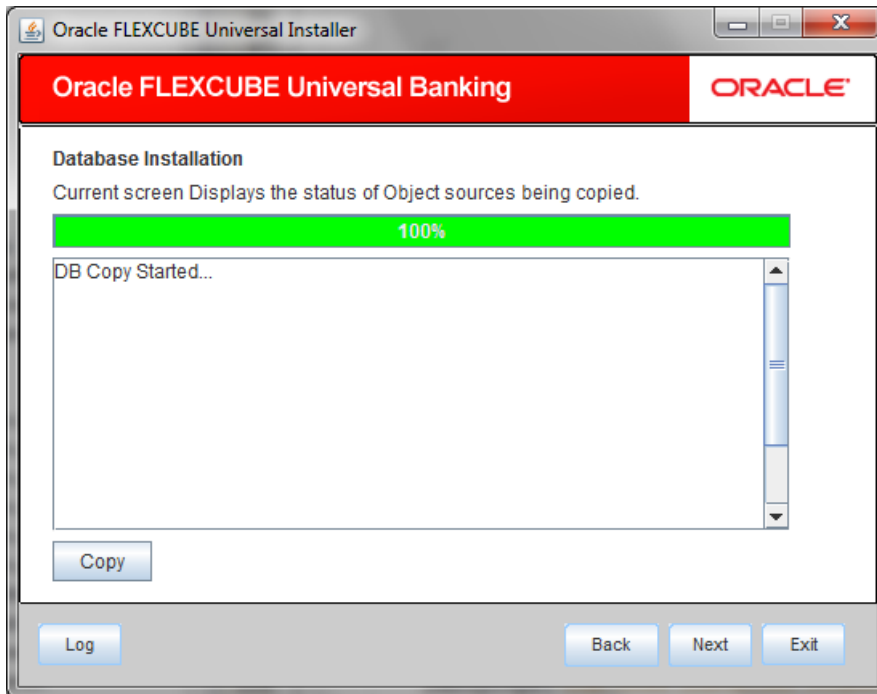 Oracle FLEXCUBE Universal Installer
Oracle FLEXCUBE Universal Banking
ORACLE
Database Installation
Current screen Displays the status of Object sources being copied.
100%
DB Copy Started...
Copy
Log Back Next Exit